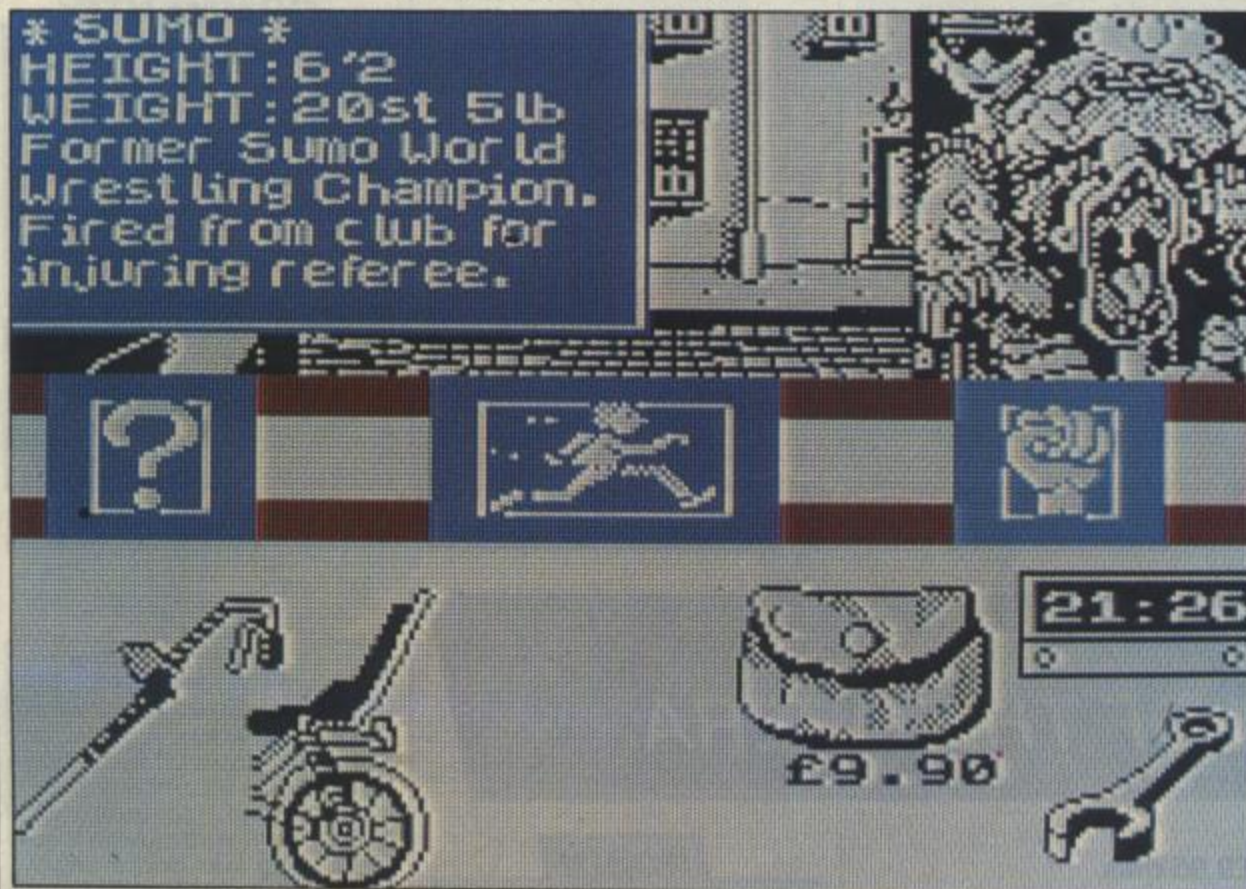 * SUMO *
HEIGHT:6'2
WEIGHT:20st 5lb
Former Sumo World
Wrestling Champion.
Fired from club for
injuring referee.
?
21:26
£9.90